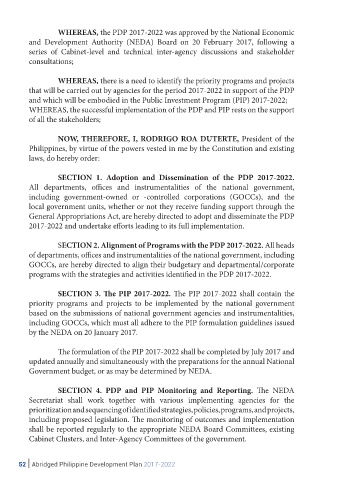 WHEREAS, the PDP 2017-2022 was approved by the National Economic
and Development Authority (NEDA) Board on 20 February 2017, following a
series of Cabinet-level and technical inter-agency discussions and stakeholder
consultations;
WHEREAS, there is a need to identify the priority programs and projects
that will be carried out by agencies for the period 2017-2022 in support of the PDP
and which will be embodied in the Public Investment Program (PIP) 2017-2022;
WHEREAS, the successful implementation of the PDP and PIP rests on the support
of all the stakeholders;
NOW, THEREFORE, I, RODRIGO ROA DUTERTE, President of the
Philippines, by virtue of the powers vested in me by the Constitution and existing
laws, do hereby order:
SECTION 1. Adoption and Dissemination of the PDP 2017-2022.
All departments, offices and instrumentalities of the national government,
including government-owned or -controlled corporations (GOCCs), and the
local government units, whether or not they receive funding support through the
General Appropriations Act, are hereby directed to adopt and disseminate the PDP
2017-2022 and undertake efforts leading to its full implementation.
SECTION 2. Alignment of Programs with the PDP 2017-2022. All heads
of departments, offices and instrumentalities of the national government, including
GOCCs, are hereby directed to align their budgetary and departmental/corporate
programs with the strategies and activities identified in the PDP 2017-2022.
SECTION 3. The PIP 2017-2022. The PIP 2017-2022 shall contain the
priority programs and projects to be implemented by the national government
based on the submissions of national government agencies and instrumentalities,
including GOCCs, which must all adhere to the PIP formulation guidelines issued
by the NEDA on 20 January 2017.
The formulation of the PIP 2017-2022 shall be completed by July 2017 and
updated annually and simultaneously with the preparations for the annual National
Government budget, or as may be determined by NEDA.
SECTION 4. PDP and PIP Monitoring and Reporting. The NEDA
Secretariat shall work together with various implementing agencies for the
prioritization and sequencing of identified strategies, policies, programs, and projects,
including proposed legislation. The monitoring of outcomes and implementation
shall be reported regularly to the appropriate NEDA Board Committees, existing
Cabinet Clusters, and Inter-Agency Committees of the government.
52 | Abridged Philippine Development Plan 2017-2022